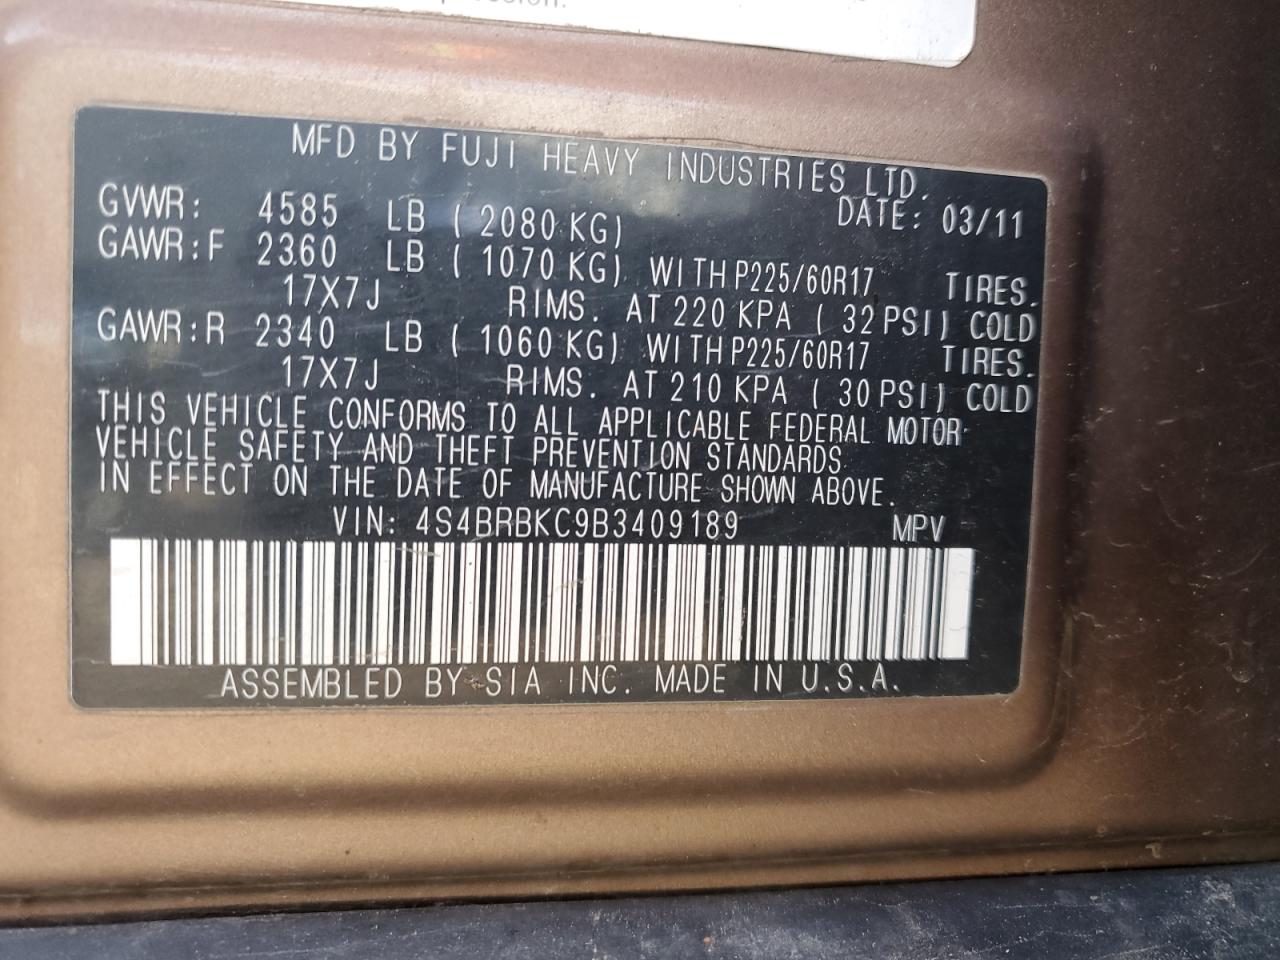 MFD. BY FUJI HEAVY INDUSTRIES LTD.
DATE: 03/11
GVWR: 4585 LB ( 2080 KG)
GAWR:F 2360 LB ( 1070 KG) WITH P225/60R17 TIRES.
17X7J RIMS. AT 220 KPA ( 32 PSI) COLD
GAWR:R 2340 LB ( 1060 KG) WITH P225/60R17 TIRES.
17X7J RIMS. AT 210 KPA ( 30 PSI) COLD
THIS VEHICLE CONFORMS TO ALL APPLICABLE FEDERAL MOTOR
VEHICLE SAFETY AND THEFT PREVENTION STANDARDS
IN EFFECT ON THE DATE OF MANUFACTURE SHOWN ABOVE.
VIN: 4S4BRBKC9B3409189 MPV
ASSEMBLED BY SIA INC. MADE IN U.S.A.